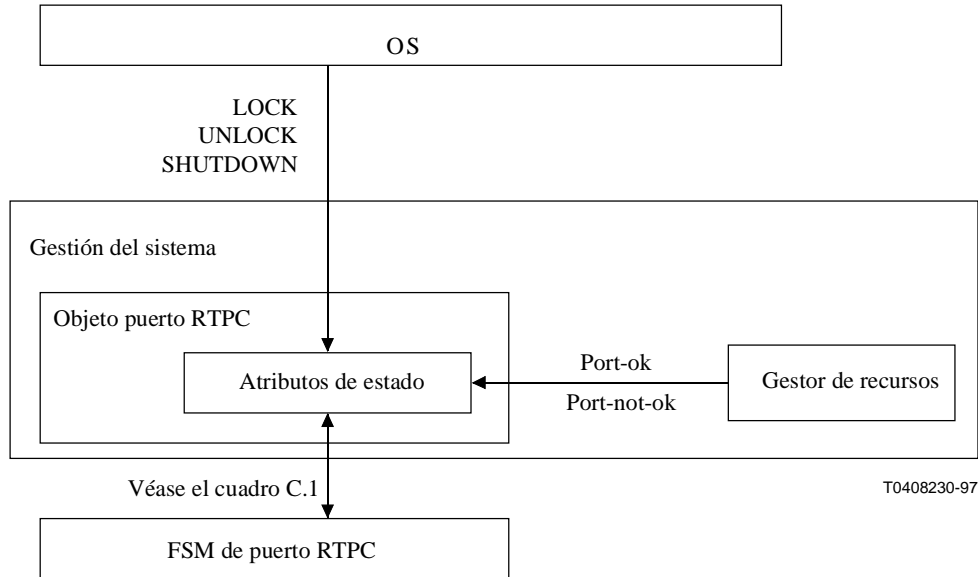 OS
LOCK
UNLOCK
SHUTDOWN
Gestión del sistema
Objeto puerto RTPC
Atributos de estado
Port-ok
Port-not-ok
Gestor de recursos
Véase el cuadro C.1
T0408230-97
FSM de puerto RTPC